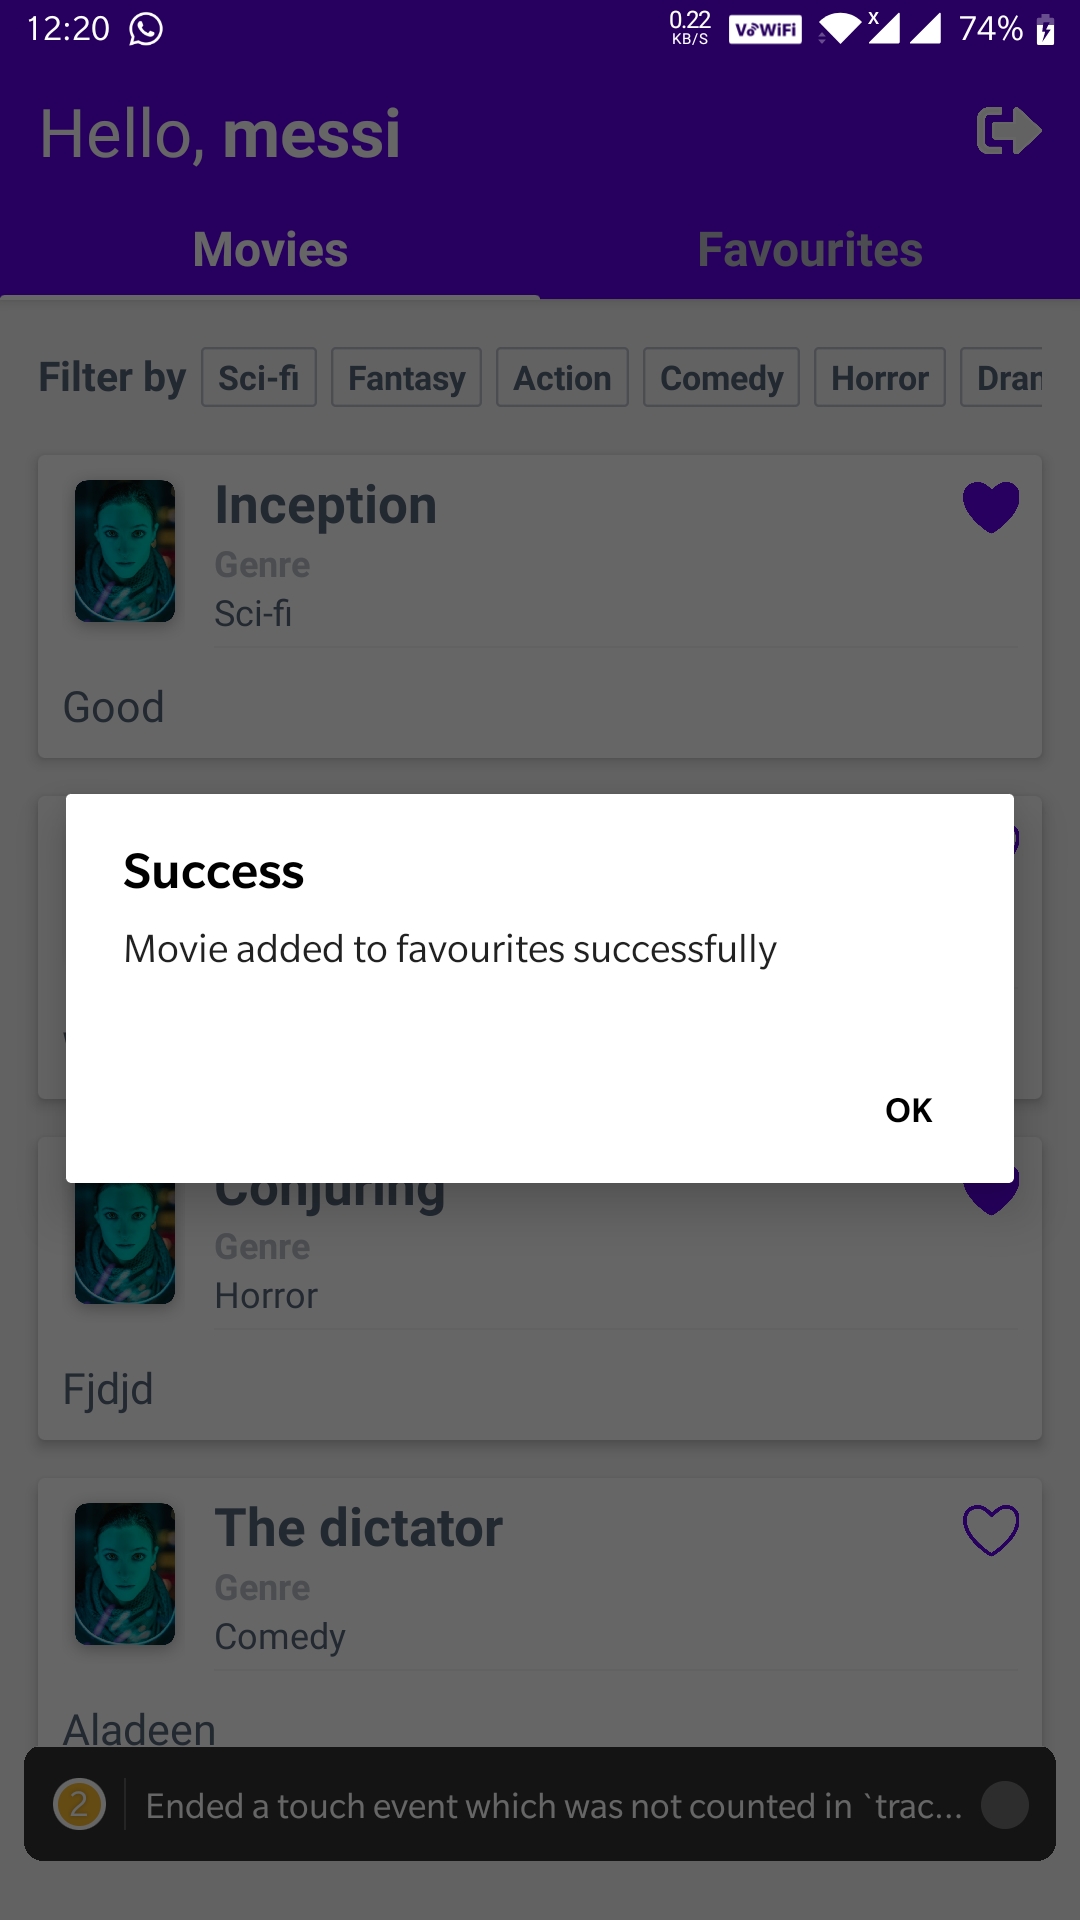 12:20
0.22
KB/S
VoWiFi
X
74%
Hello, messi
Movies
Favourites
Filter by
Sci-fi
Fantasy
Action
Comedy
Horror
Inception
Genre
Sci-fi
Good
Success
Movie added to favourites successfully
OK
Conjuring
Genre
Horror
Fjdjd
The dictator
Genre
Comedy
Aladeen
2
Ended a touch event which was not counted in `trac...